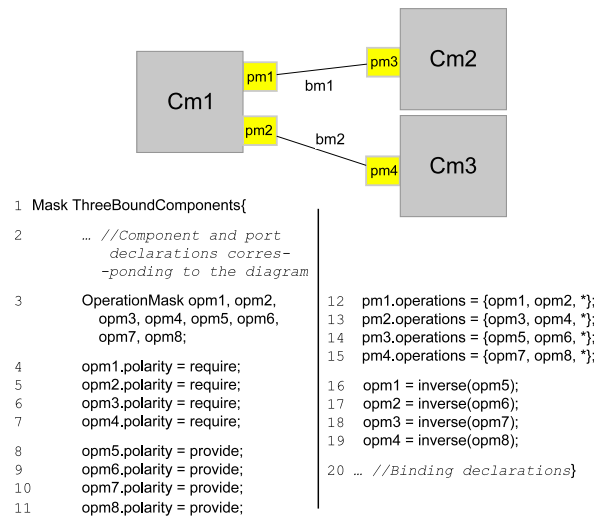 Cm1
pm1
pm2
bm1
bm2
pm3
Cm2
pm4
Cm3
1 Mask ThreeBoundComponents{
2 … //Component and port
declarations corres-
-ponding to the diagram
3 OperationMask opm1, opm2,
opm3, opm4, opm5, opm6,
opm7, opm8;
4 opm1.polarity = require;
5 opm2.polarity = require;
6 opm3.polarity = require;
7 opm4.polarity = require;
8 opm5.polarity = provide;
9 opm6.polarity = provide;
10 opm7.polarity = provide;
11 opm8.polarity = provide;
12 pm1.operations = {opm1, opm2, *};
13 pm2.operations = {opm3, opm4, *};
14 pm3.operations = {opm5, opm6, *};
15 pm4.operations = {opm7, opm8, *};
16 opm1 = inverse(opm5);
17 opm2 = inverse(opm6);
18 opm3 = inverse(opm7);
19 opm4 = inverse(opm8);
20 … //Binding declarations}